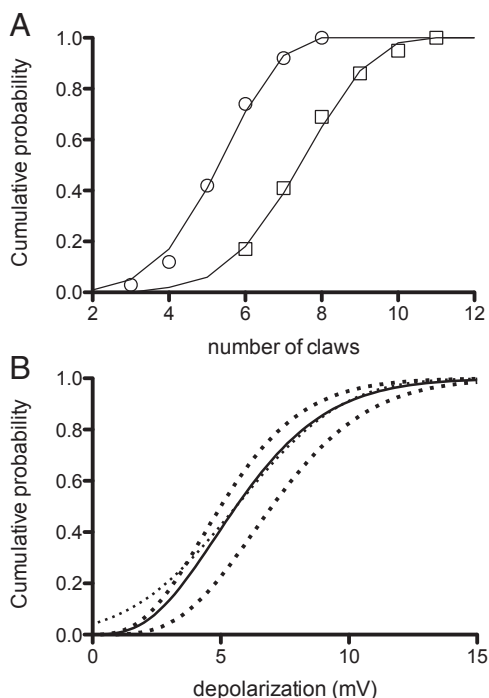 A
1.0
0.8
0.6
0.4
0.2
0.0
Cumulative probability
2 4 6 8 10 12
number of claws
B
1.0
0.8
0.6
0.4
0.2
0.0
Cumulative probability
0 5 10 15
depolarization (mV)